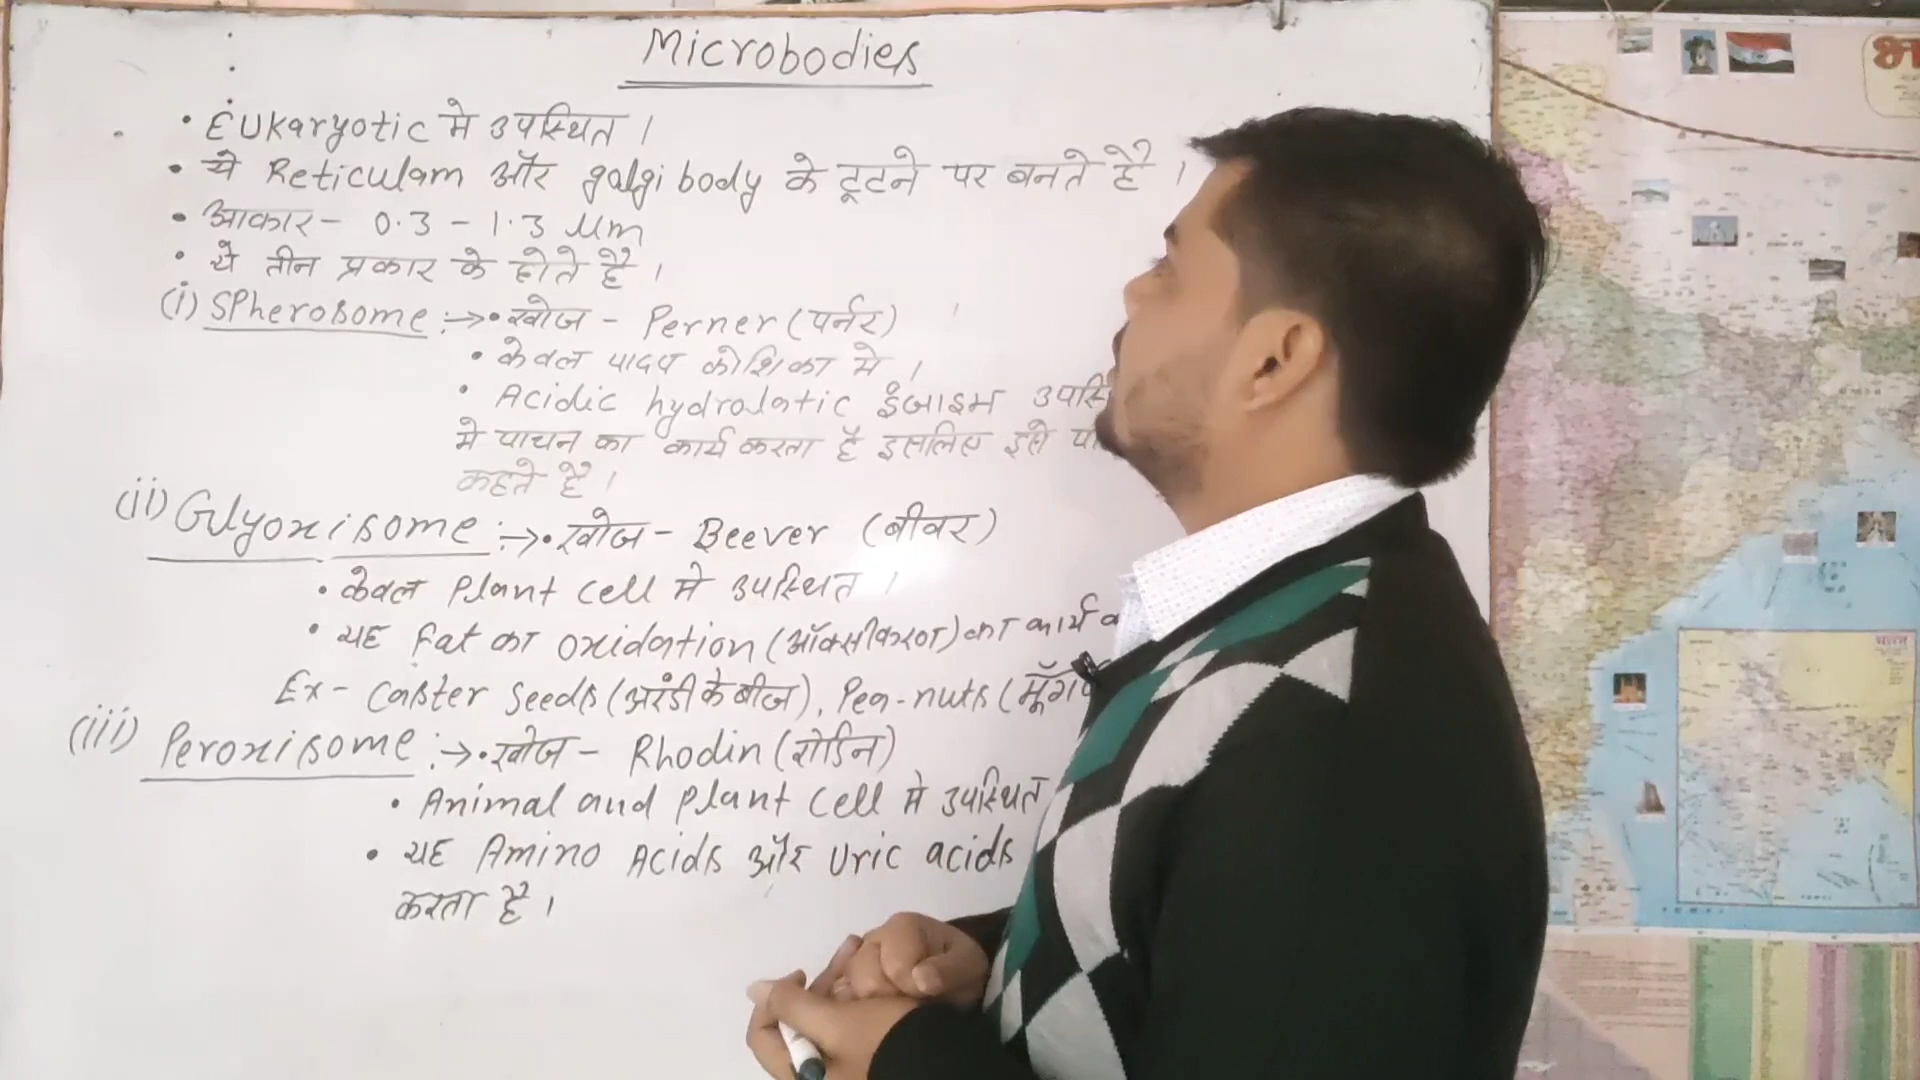 Microbodies
• Eukaryotic मे उपस्थित ।
• ये Reticulam और golgi body के टूटने पर बनते है ।
• आकार - 0.3 - 1.3 µm
• ये तीन प्रकार के होते है ।
(i) Spherosome :→ • खोज - Perner (पर्नर)
• केवल पादप कोशिका मे ।
• Acidic hydrolatic इंजाइम
मे पाचन का कार्य करता है इसलिए इसे
कहते है ।
(ii) Glyoxisome :→ • खोज - Beever (बीवर)
• केवल Plant cell मे उपस्थित ।
• यह Fat का oxidation (ऑक्सीकरण) का कार्य
Ex - Caster Seeds (अरंडी के बीज), Pea-nuts
(iii) Peroxisome :→ • खोज - Rhodin (रोडिन)
• Animal and Plant Cell मे उपस्थित
• यह Amino Acids और Uric acids
करता है ।